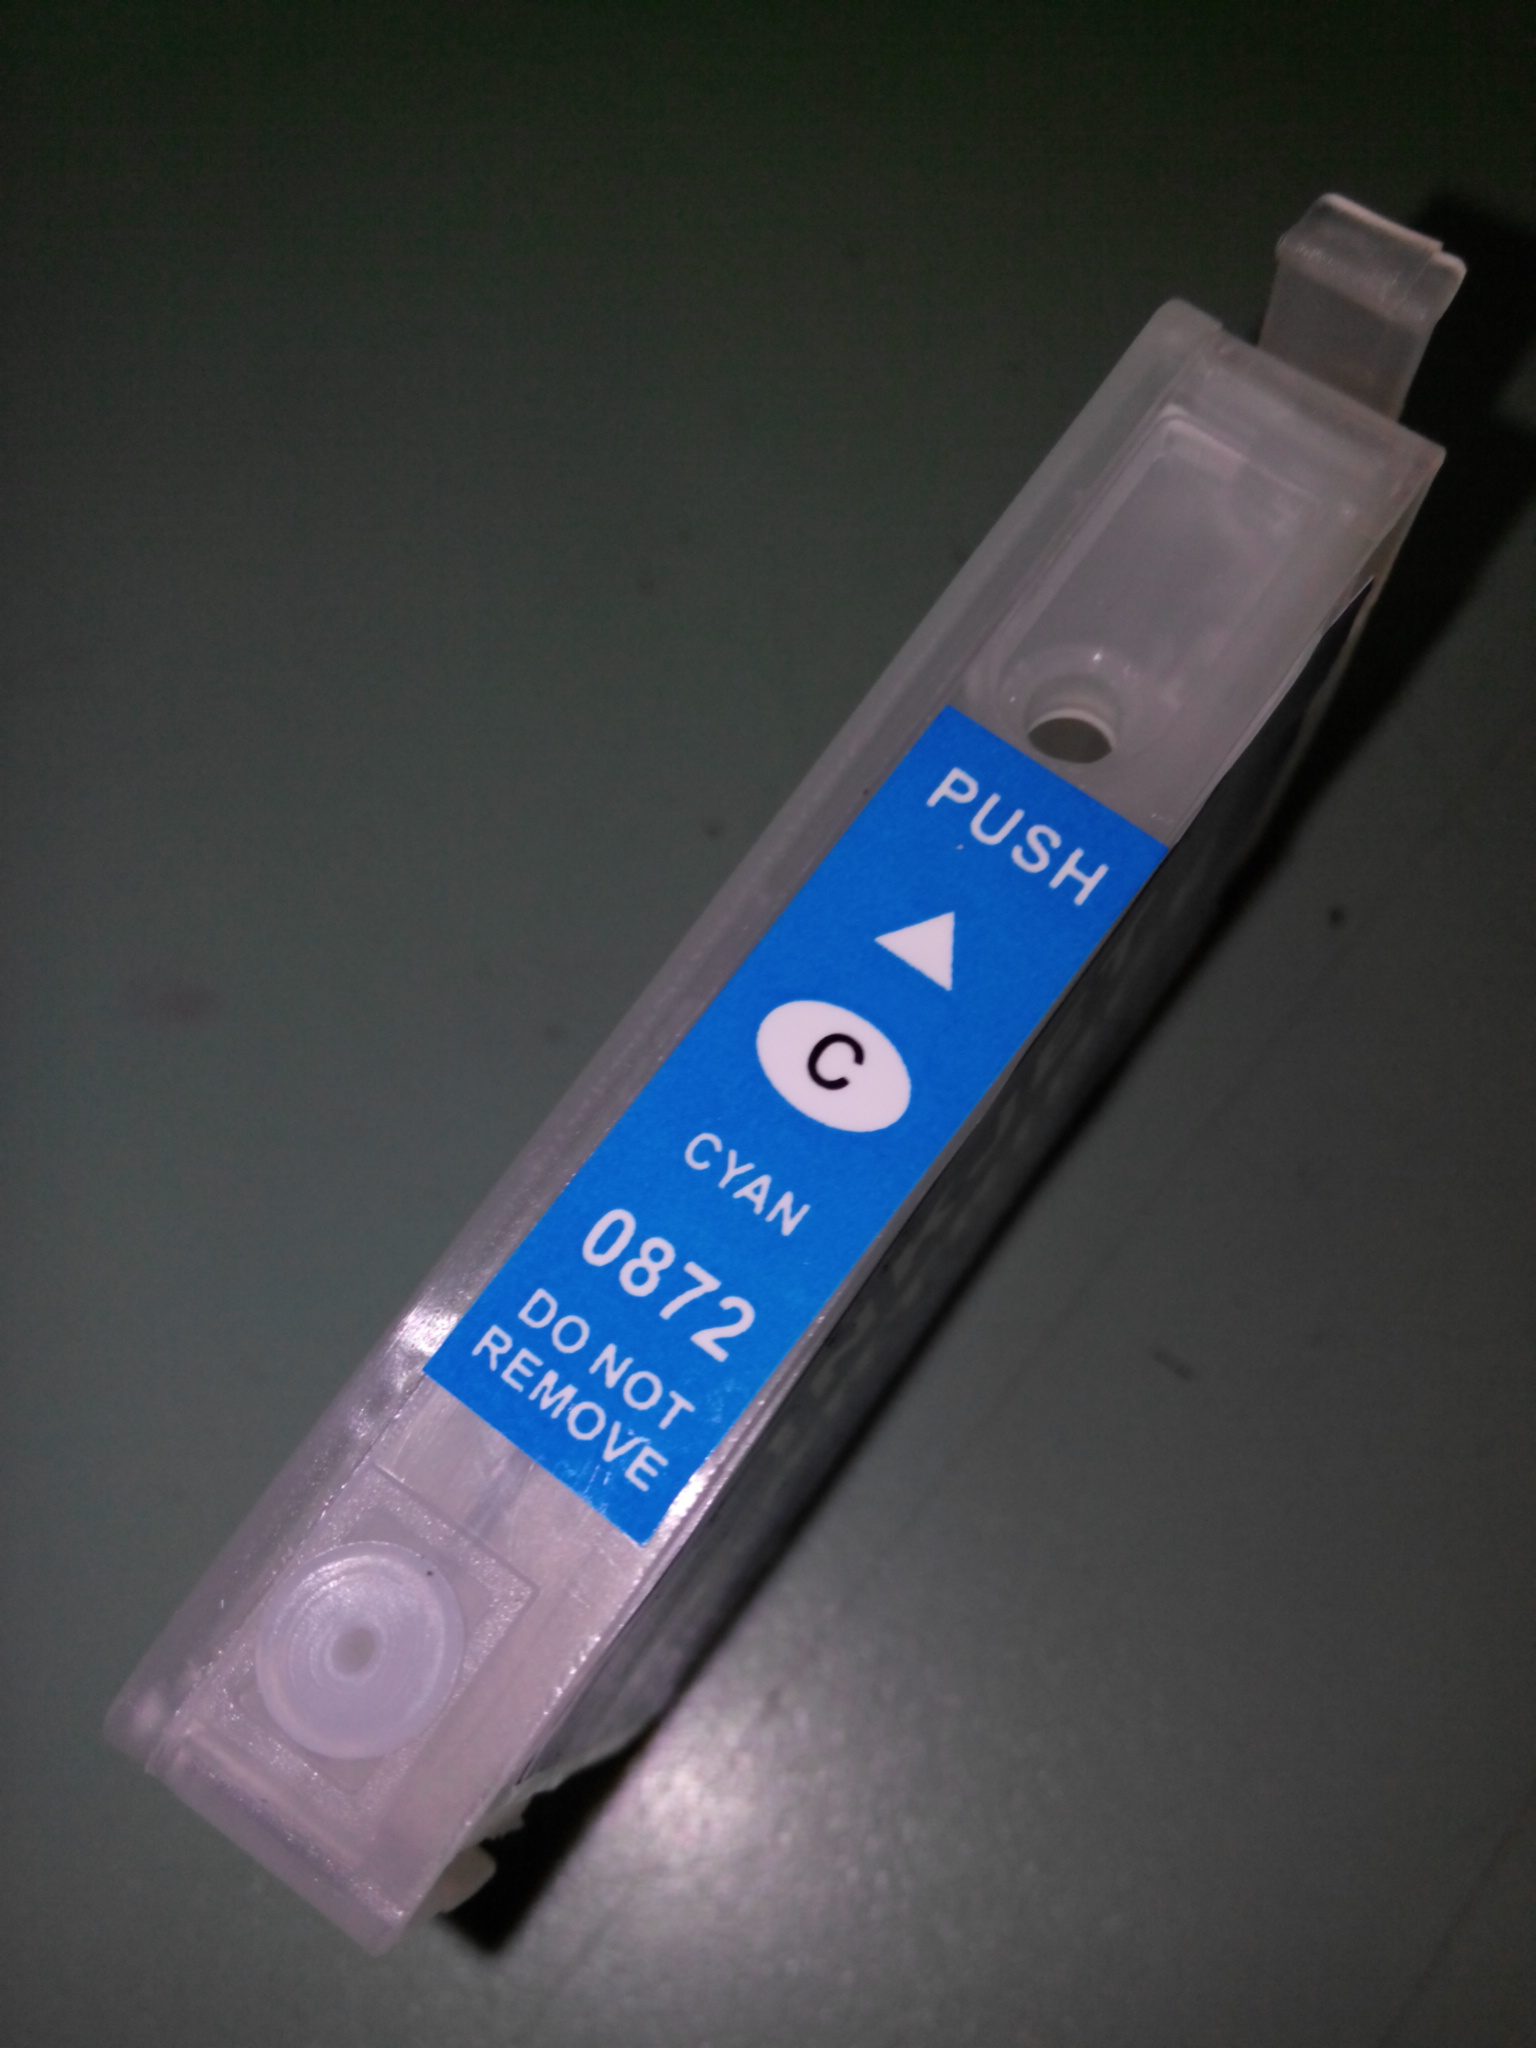 PUSH
C
CYAN
0872
DO NOT
REMOVE